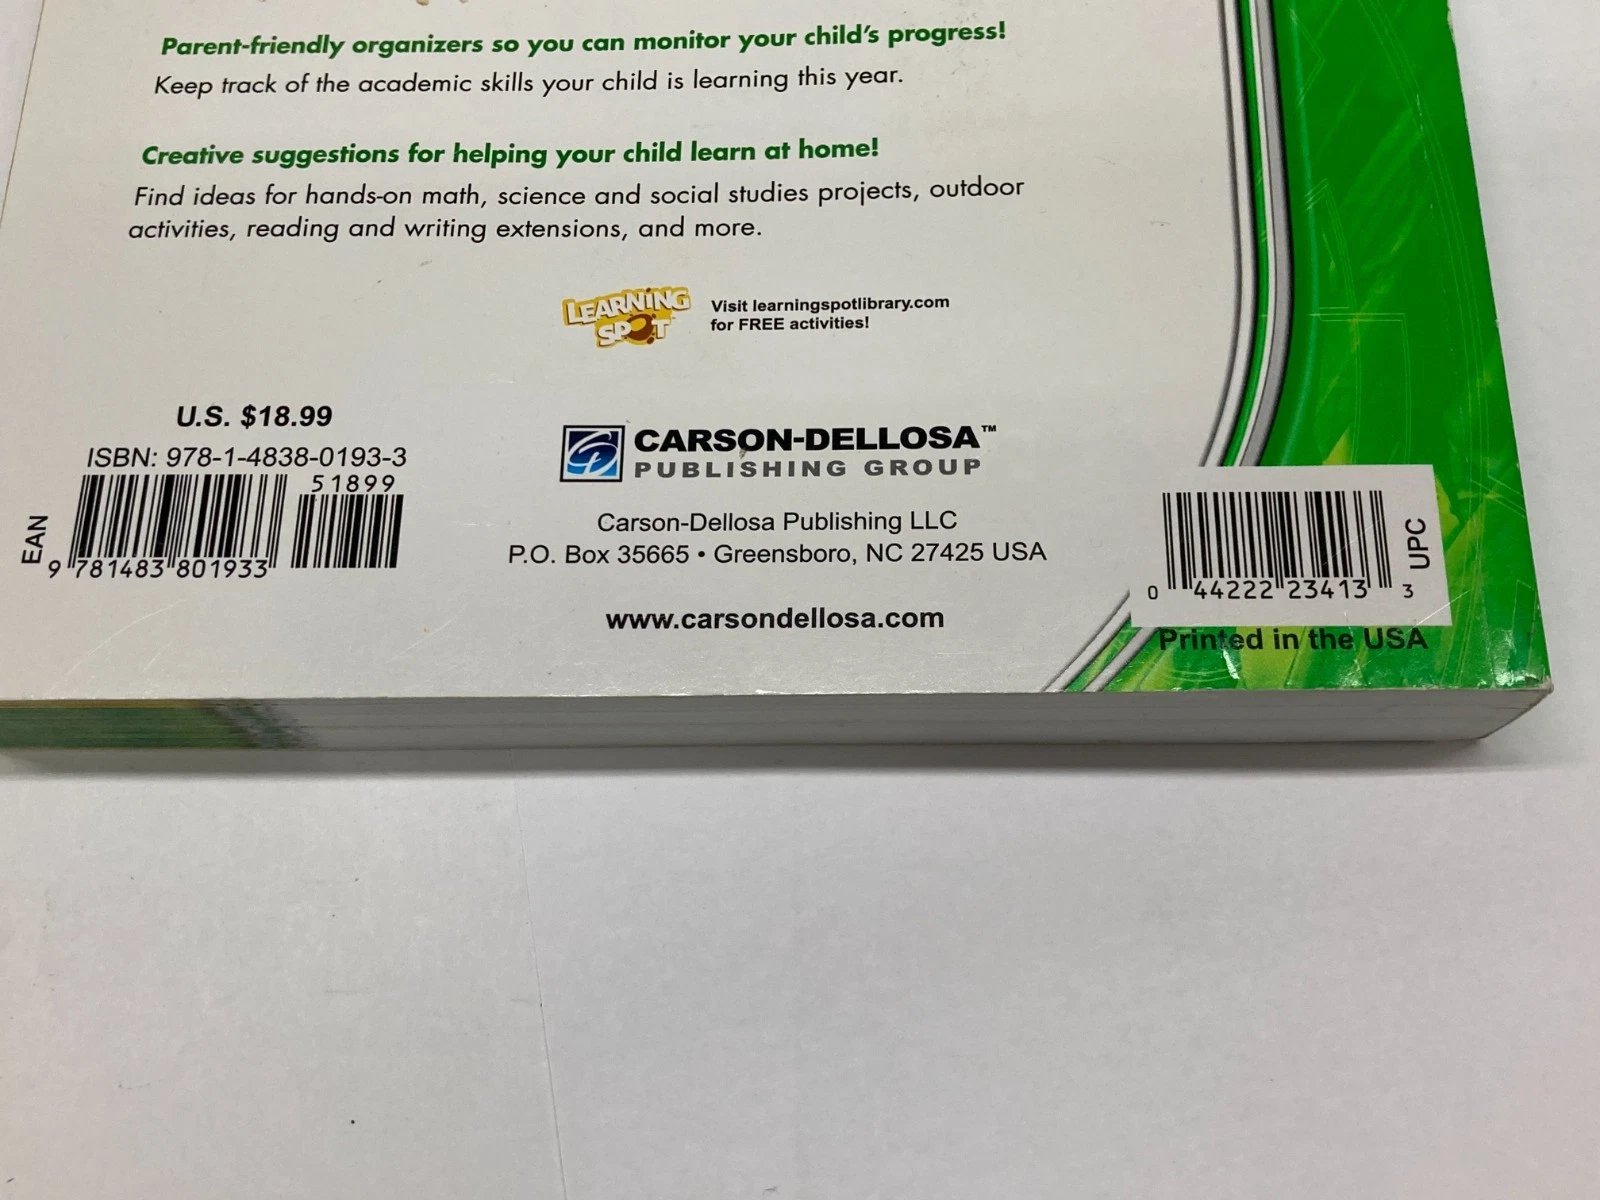 Parent-friendly organizers so you can monitor your child's progress!
Keep track of the academic skills your child is learning this year.
Creative suggestions for helping your child learn at home!
Find ideas for hands-on math, science and social studies projects, outdoor
activities, reading and writing extensions, and more.
LEARNING
SPOT
Visit learningspotlibrary.com
for FREE activities!
U.S. $18.99
ISBN: 978-1-4838-0193-3
51899
EAN
9 781483 801933
CARSON-DELLOSA™
PUBLISHING GROUP
Carson-Dellosa Publishing LLC
P.O. Box 35665 • Greensboro, NC 27425 USA
www.carsondellosa.com
UPC
0 44222 23413 3
Printed in the USA